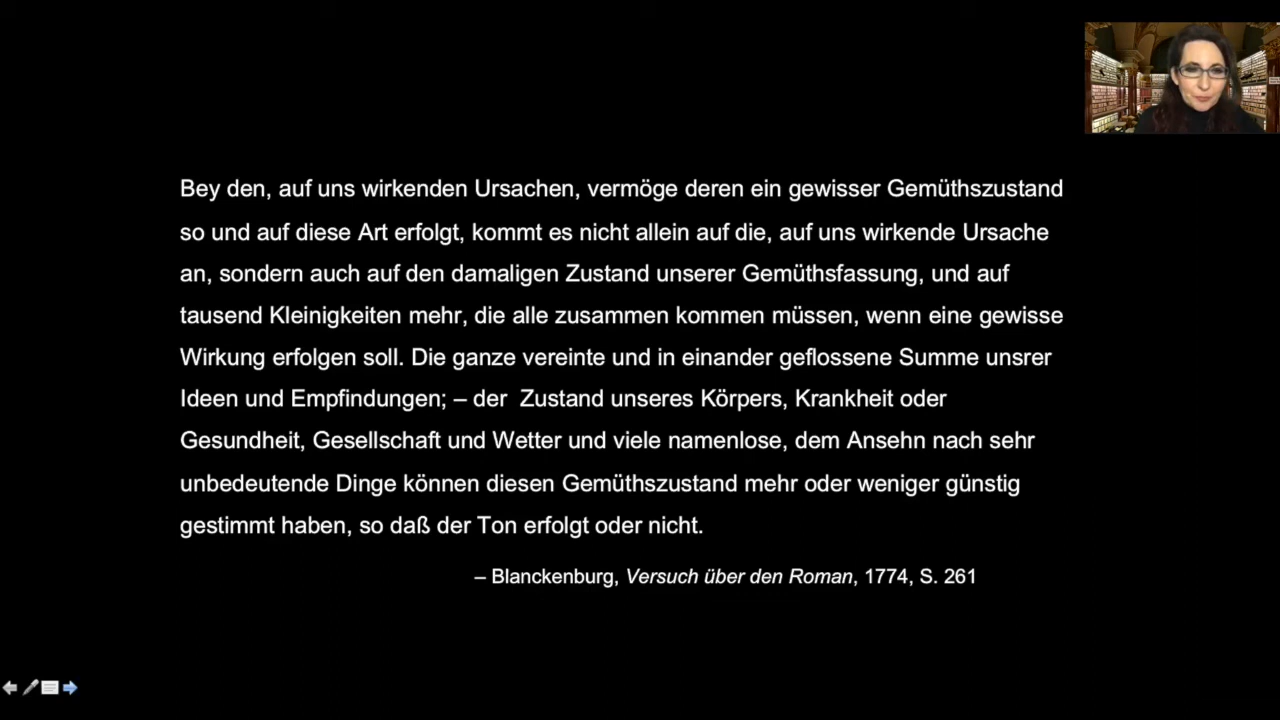 Bey den, auf uns wirkenden Ursachen, vermöge deren ein gewisser Gemüthszustand
so und auf diese Art erfolgt, kommt es nicht allein auf die, auf uns wirkende Ursache
an, sondern auch auf den damaligen Zustand unserer Gemüthsfassung, und auf
tausend Kleinigkeiten mehr, die alle zusammen kommen müssen, wenn eine gewisse
Wirkung erfolgen soll. Die ganze vereinte und in einander geflossene Summe unsrer
Ideen und Empfindungen; – der  Zustand unseres Körpers, Krankheit oder
Gesundheit, Gesellschaft und Wetter und viele namenlose, dem Ansehn nach sehr
unbedeutende Dinge können diesen Gemüthszustand mehr oder weniger günstig
gestimmt haben, so daß der Ton erfolgt oder nicht.
– Blanckenburg, Versuch über den Roman, 1774, S. 261